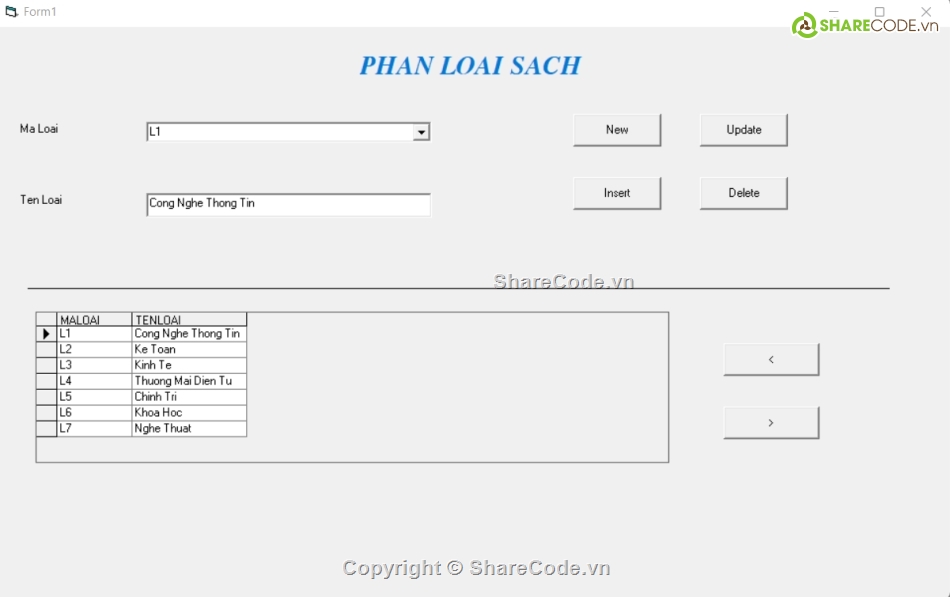 Form1
SHARECODE.vn
PHAN LOAI SACH
Ma Loai
L1
New
Update
Ten Loai
Cong Nghe Thong Tin
Insert
Delete
ShareCode.vn
MALOAI TENLOAI
L1 Cong Nghe Thong Tin
L2 Ke Toan
L3 Kinh Te
L4 Thuong Mai Dien Tu
L5 Chinh Tri
L6 Khoa Hoc
L7 Nghe Thuat
<
>
Copyright © ShareCode.vn